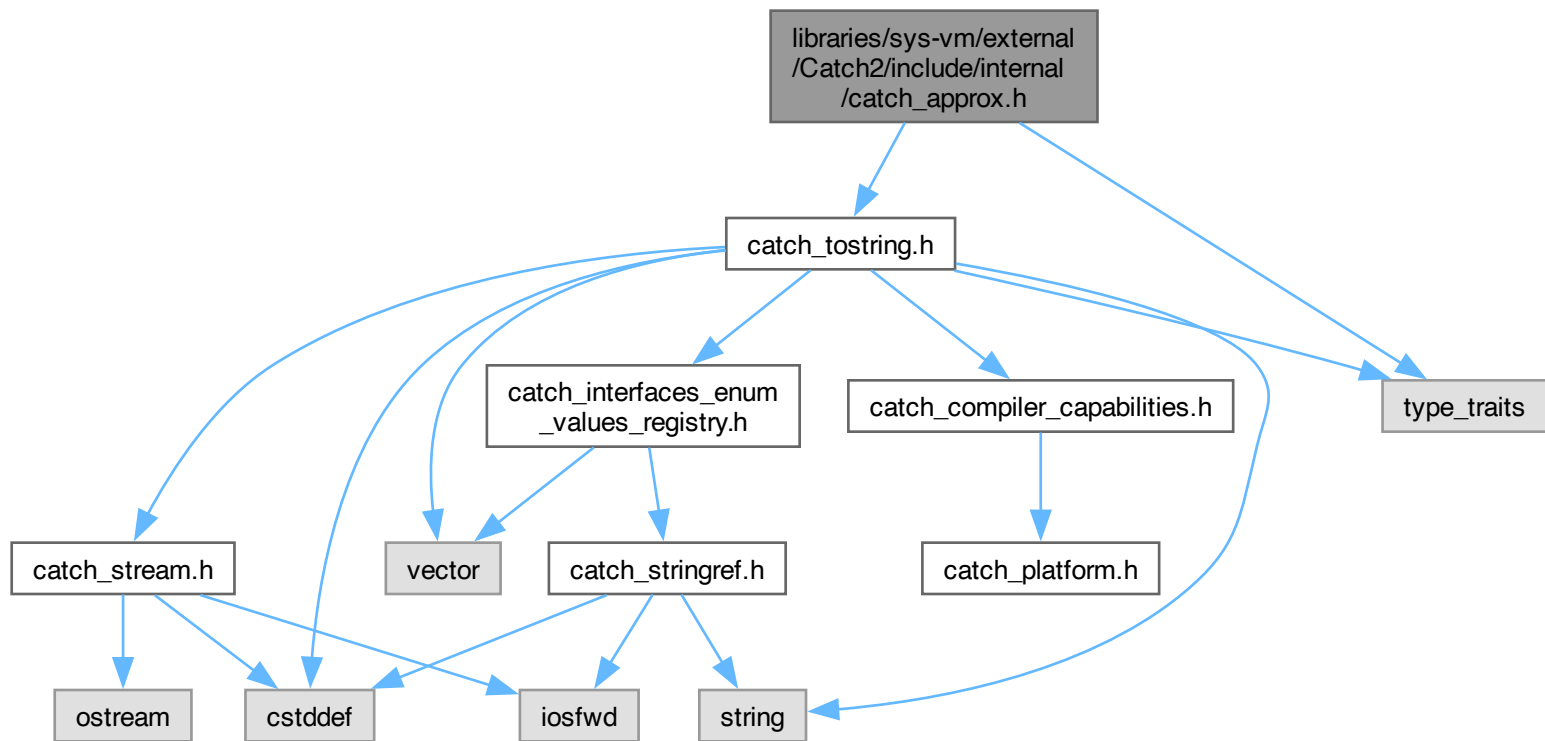 libraries/sys-vm/external
/Catch2/include/internal
/catch_approx.h
catch_tostring.h
catch_interfaces_enum
_values_registry.h
catch_compiler_capabilities.h
type_traits
catch_stream.h
vector
catch_stringref.h
catch_platform.h
ostream
cstddef
iosfwd
string